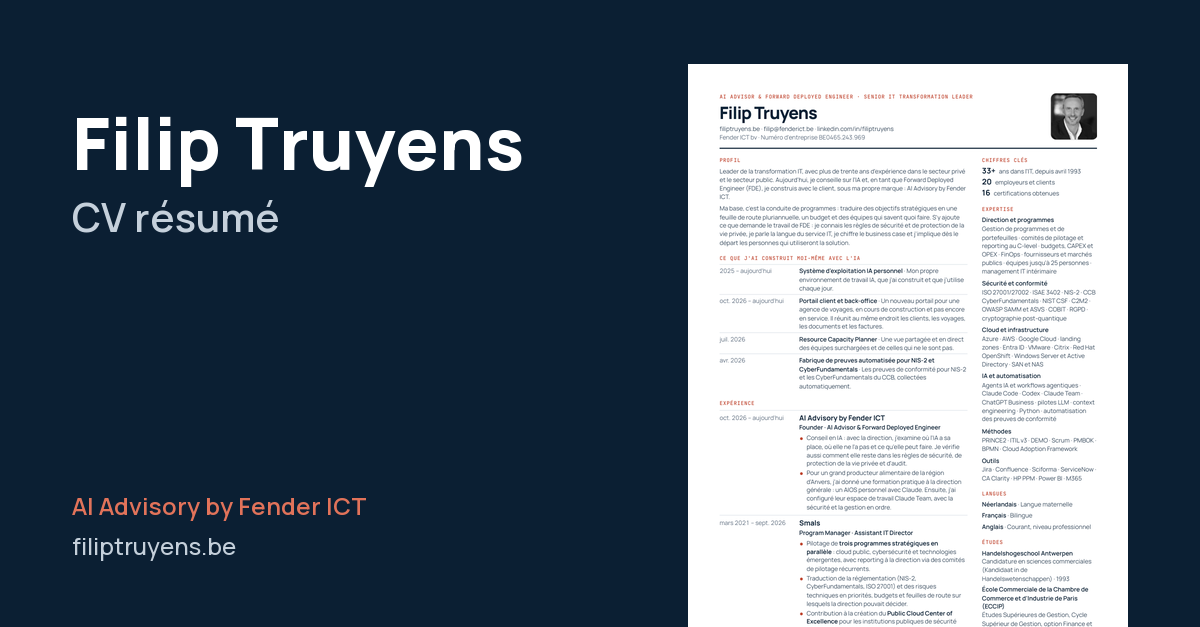 Filip Truyens
CV résumé
AI Advisory by Fender ICT
filiptruyens.be
AI ADVISOR & FORWARD DEPLOYED ENGINEER · SENIOR IT TRANSFORMATION LEADER
Filip Truyens
filiptruyens.be · filip@fenderict.be · linkedin.com/in/filiptruyens
Fender ICT bv · Numéro d'entreprise BE0465.243.969
PROFIL
Leader de la transformation IT, avec plus de trente ans d'expérience dans le secteur privé
et le secteur public. Aujourd'hui, je conseille sur l'IA et, en tant que Forward Deployed
Engineer (FDE), je construis avec le client, sous ma propre marque : AI Advisory by Fender
ICT.
Ma base, c'est la conduite de programmes : traduire des objectifs stratégiques en une
feuille de route pluriannuelle, un budget et des équipes qui savent quoi faire. S'y ajoute
ce que demande le travail de FDE : je connais les règles de sécurité et de protection de la
vie privée, je parle la langue du service IT, je chiffre le business case et j'implique dès le
départ les personnes qui utiliseront la solution.
CE QUE J'AI CONSTRUIT MOI-MÊME AVEC L'IA
2025 – aujourd'hui
Système d'exploitation IA personnel · Mon propre
environnement de travail IA, que j'ai construit et que j'utilise
chaque jour.
oct. 2026 – aujourd'hui
Portail client et back-office · Un nouveau portail pour une
agence de voyages, en cours de construction et pas encore
en service. Il réunit au même endroit les clients, les voyages,
les documents et les factures.
juil. 2026
Resource Capacity Planner · Une vue partagée et en direct
des équipes surchargées et de celles qui ne le sont pas.
avr. 2026
Fabrique de preuves automatisée pour NIS-2 et
CyberFundamentals · Les preuves de conformité pour NIS-2
et les CyberFundamentals du CCB, collectées
automatiquement.
EXPÉRIENCE
oct. 2026 – aujourd'hui
AI Advisory by Fender ICT
Founder · AI Advisor & Forward Deployed Engineer
Conseil en IA : avec la direction, j'examine où l'IA a sa
place, où elle ne l'a pas et ce qu'elle peut faire. Je vérifie
aussi comment elle reste dans les règles de sécurité, de
protection de la vie privée et d'audit.
Pour un grand producteur alimentaire de la région
d'Anvers, j'ai donné une formation pratique à la direction
générale : un AIOS personnel avec Claude. Ensuite, j'ai
configuré leur espace de travail Claude Team, avec la
sécurité et la gestion en ordre.
mars 2021 – sept. 2026
Smals
Program Manager · Assistant IT Director
Pilotage de trois programmes stratégiques en
parallèle : cloud public, cybersécurité et technologies
émergentes, avec reporting à la direction via des comités
de pilotage récurrents.
Traduction de la réglementation (NIS-2,
CyberFundamentals, ISO 27001) et des risques
techniques en priorités, budgets et feuilles de route sur
lesquels la direction pouvait décider.
Contribution à la création du Public Cloud Center of
Excellence pour les institutions publiques de sécurité
CHIFFRES CLÉS
33+ ans dans l'IT, depuis avril 1993
20 employeurs et clients
16 certifications obtenues
EXPERTISE
Direction et programmes
Gestion de programmes et de
portefeuilles · comités de pilotage et
reporting au C-level · budgets, CAPEX et
OPEX · FinOps · fournisseurs et marchés
publics · équipes jusqu'à 25 personnes ·
management IT intérimaire
Sécurité et conformité
ISO 27001/27002 · ISAE 3402 · NIS-2 · CCB
CyberFundamentals · NIST CSF · C2M2 ·
OWASP SAMM et ASVS · COBIT · RGPD ·
cryptographie post-quantique
Cloud et infrastructure
Azure · AWS · Google Cloud · landing
zones · Entra ID · VMware · Citrix · Red Hat
OpenShift · Windows Server et Active
Directory · SAN et NAS
IA et automatisation
Agents IA et workflows agentiques ·
Claude Code · Codex · Claude Team ·
ChatGPT Business · pilotes LLM · context
engineering · Python · automatisation
des preuves de conformité
Méthodes
PRINCE2 · ITIL v3 · DEMO · Scrum · PMBOK ·
BPMN · Cloud Adoption Framework
Outils
Jira · Confluence · Sciforma · ServiceNow ·
CA Clarity · HP PPM · Power BI · M365
LANGUES
Néerlandais · Langue maternelle
Français · Bilingue
Anglais · Courant, niveau professionnel
ÉTUDES
Handelshogeschool Antwerpen
Candidature en sciences commerciales
(Kandidaat in de
Handelswetenschappen) · 1993
École Commerciale de la Chambre de
Commerce et d'Industrie de Paris
(ECCIP)
Études Supérieures de Gestion, Cycle
Supérieur de Gestion, option Finance et